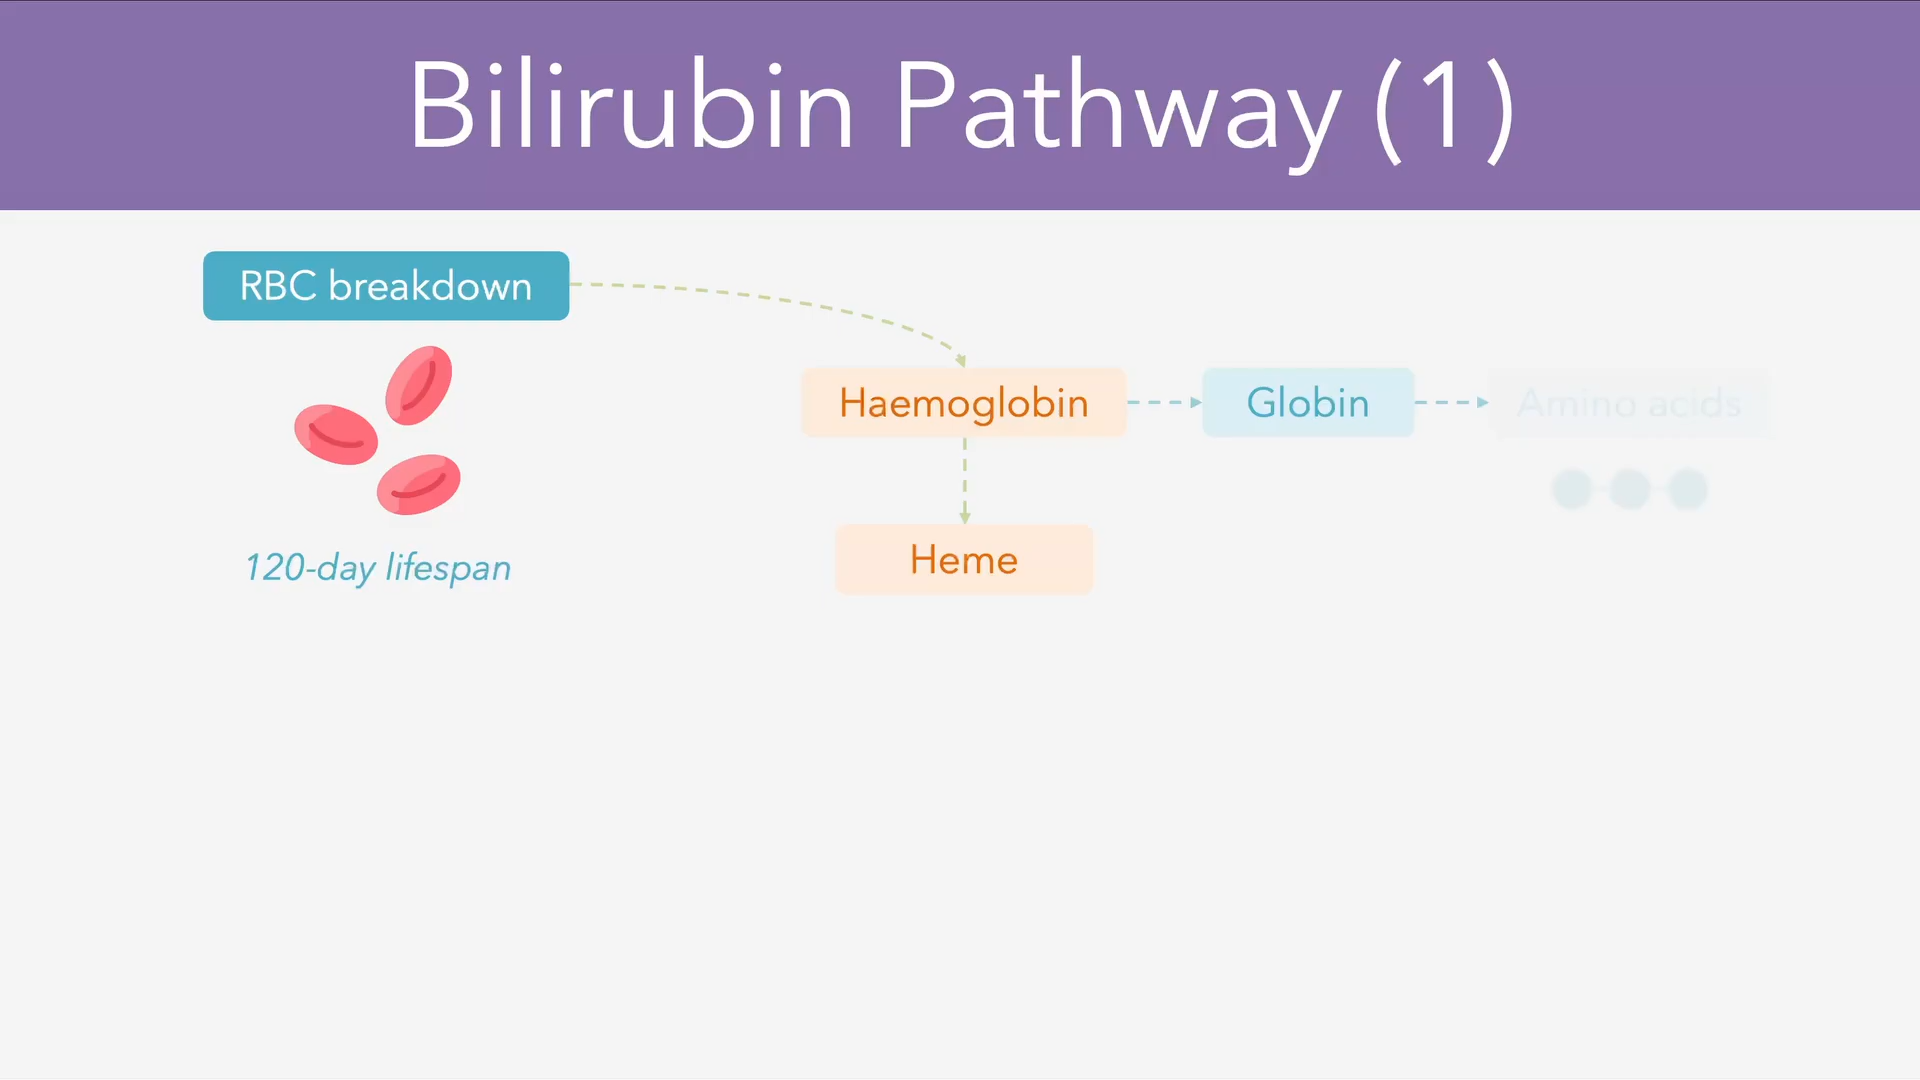 Bilirubin Pathway (1)
RBC breakdown
Haemoglobin
Globin
Amino acids
Heme
120-day lifespan